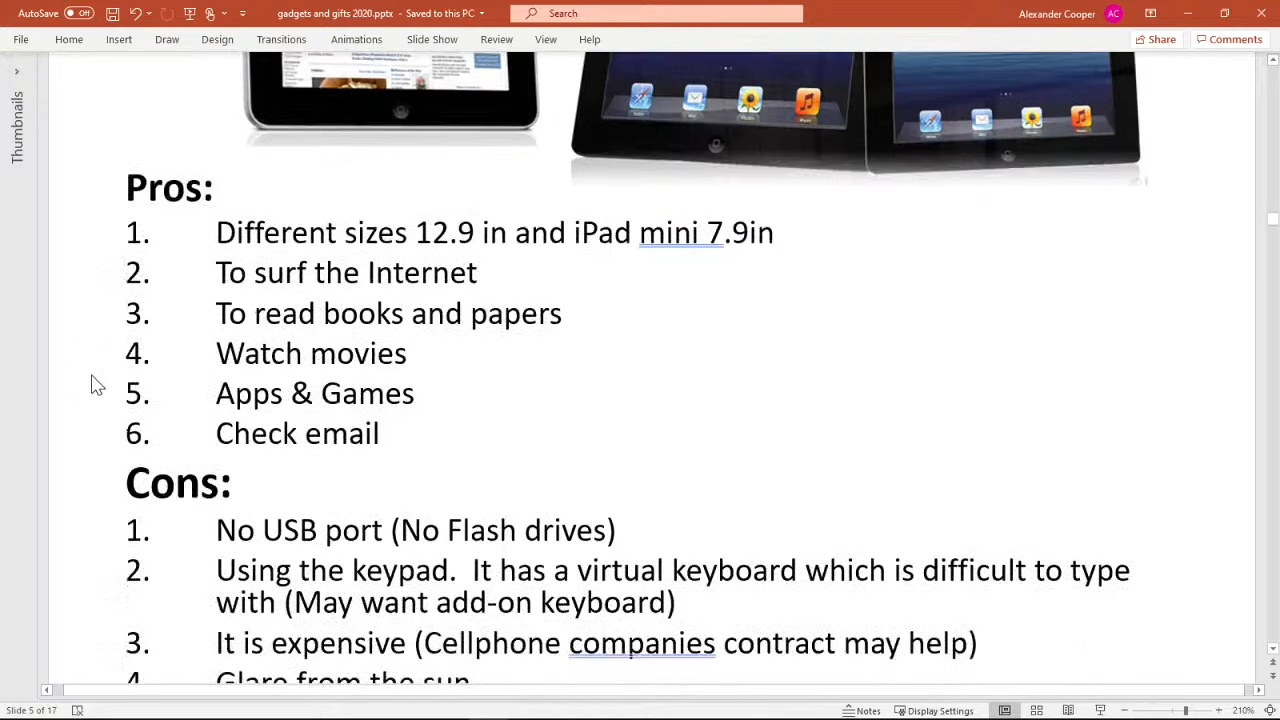 AutoSave Off gadgets and gifts 2020.pptx - Saved to this PC Search Alexander Cooper AC
File Home Insert Draw Design Transitions Animations Slide Show Review View Help Share Comments
Thumbnails
Pros:
1. Different sizes 12.9 in and iPad mini 7.9in
2. To surf the Internet
3. To read books and papers
4. Watch movies
5. Apps & Games
6. Check email
Cons:
1. No USB port (No Flash drives)
2. Using the keypad. It has a virtual keyboard which is difficult to type
with (May want add-on keyboard)
3. It is expensive (Cellphone companies contract may help)
4. Glare from the sun
Slide 5 of 17 Notes Display Settings 210%